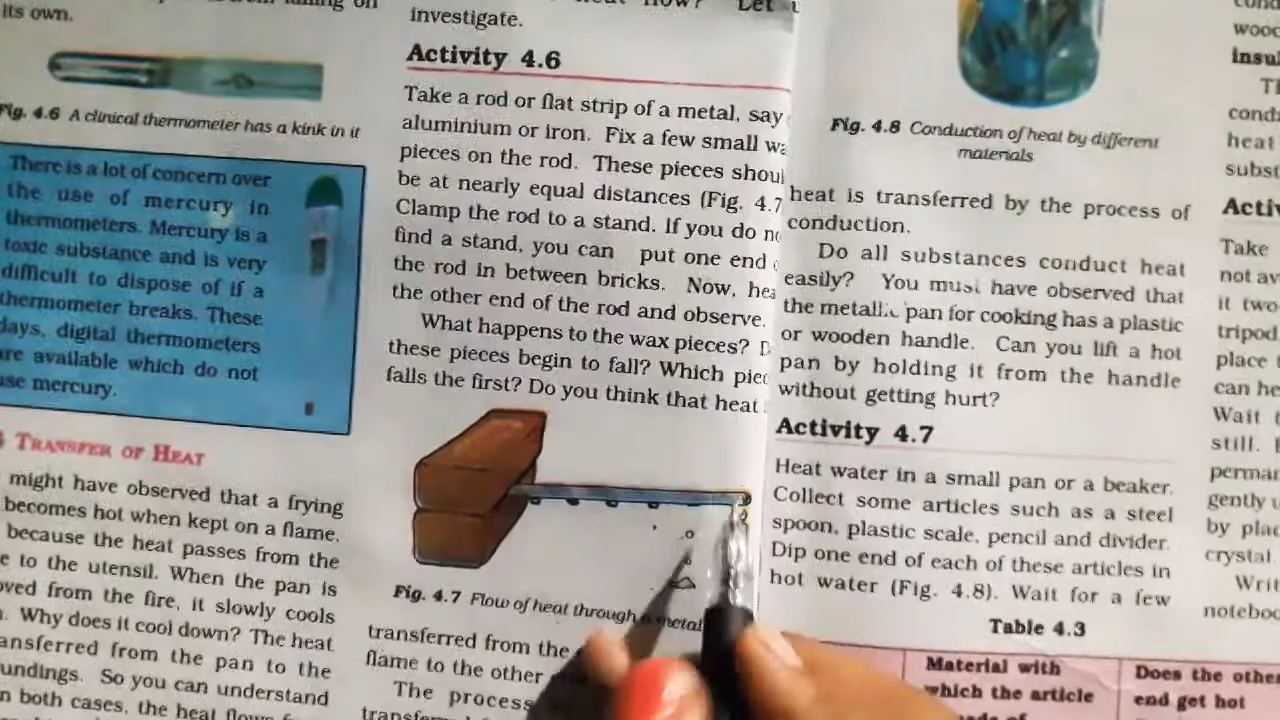 its own.
Fig. 4.6 A clinical thermometer has a kink in it
There is a lot of concern over
the use of mercury in
thermometers. Mercury is a
toxic substance and is very
difficult to dispose of if a
thermometer breaks. These
days, digital thermometers
are available which do not
use mercury.
TRANSFER OF HEAT
might have observed that a frying
becomes hot when kept on a flame.
because the heat passes from the
to the utensil. When the pan is
from the fire, it slowly cools
Why does it cool down? The heat
from the pan to the
So you can understand
both cases, the heat flows
investigate.
Activity 4.6
Take a rod or flat strip of a metal, say
aluminium or iron. Fix a few small
pieces on the rod. These pieces
be at nearly equal distances (Fig. 4.7
Clamp the rod to a stand. If you do
find a stand, you can put one end
the rod in between bricks. Now,
the other end of the rod and observe.
What happens to the wax pieces?
these pieces begin to fall? Which
falls the first? Do you think that heat
Fig. 4.7 Flow of heat through a metal
transferred from the
flame to the other
The process
Fig. 4.8 Conduction of heat by different
materials
heat is transferred by the process of
conduction.
Do all substances conduct heat
easily? You must have observed that
the metallic pan for cooking has a plastic
or wooden handle. Can you lift a hot
pan by holding it from the handle
without getting hurt?
Activity 4.7
Heat water in a small pan or a beaker.
Collect some articles such as a steel
spoon, plastic scale, pencil and divider.
Dip one end of each of these articles in
hot water (Fig. 4.8). Wait for a few
Table 4.3
Material with
which the article
Does the other
end get hot
Take
not
it two
tripod
place
can
Wait
still.
gently
by
crystal.